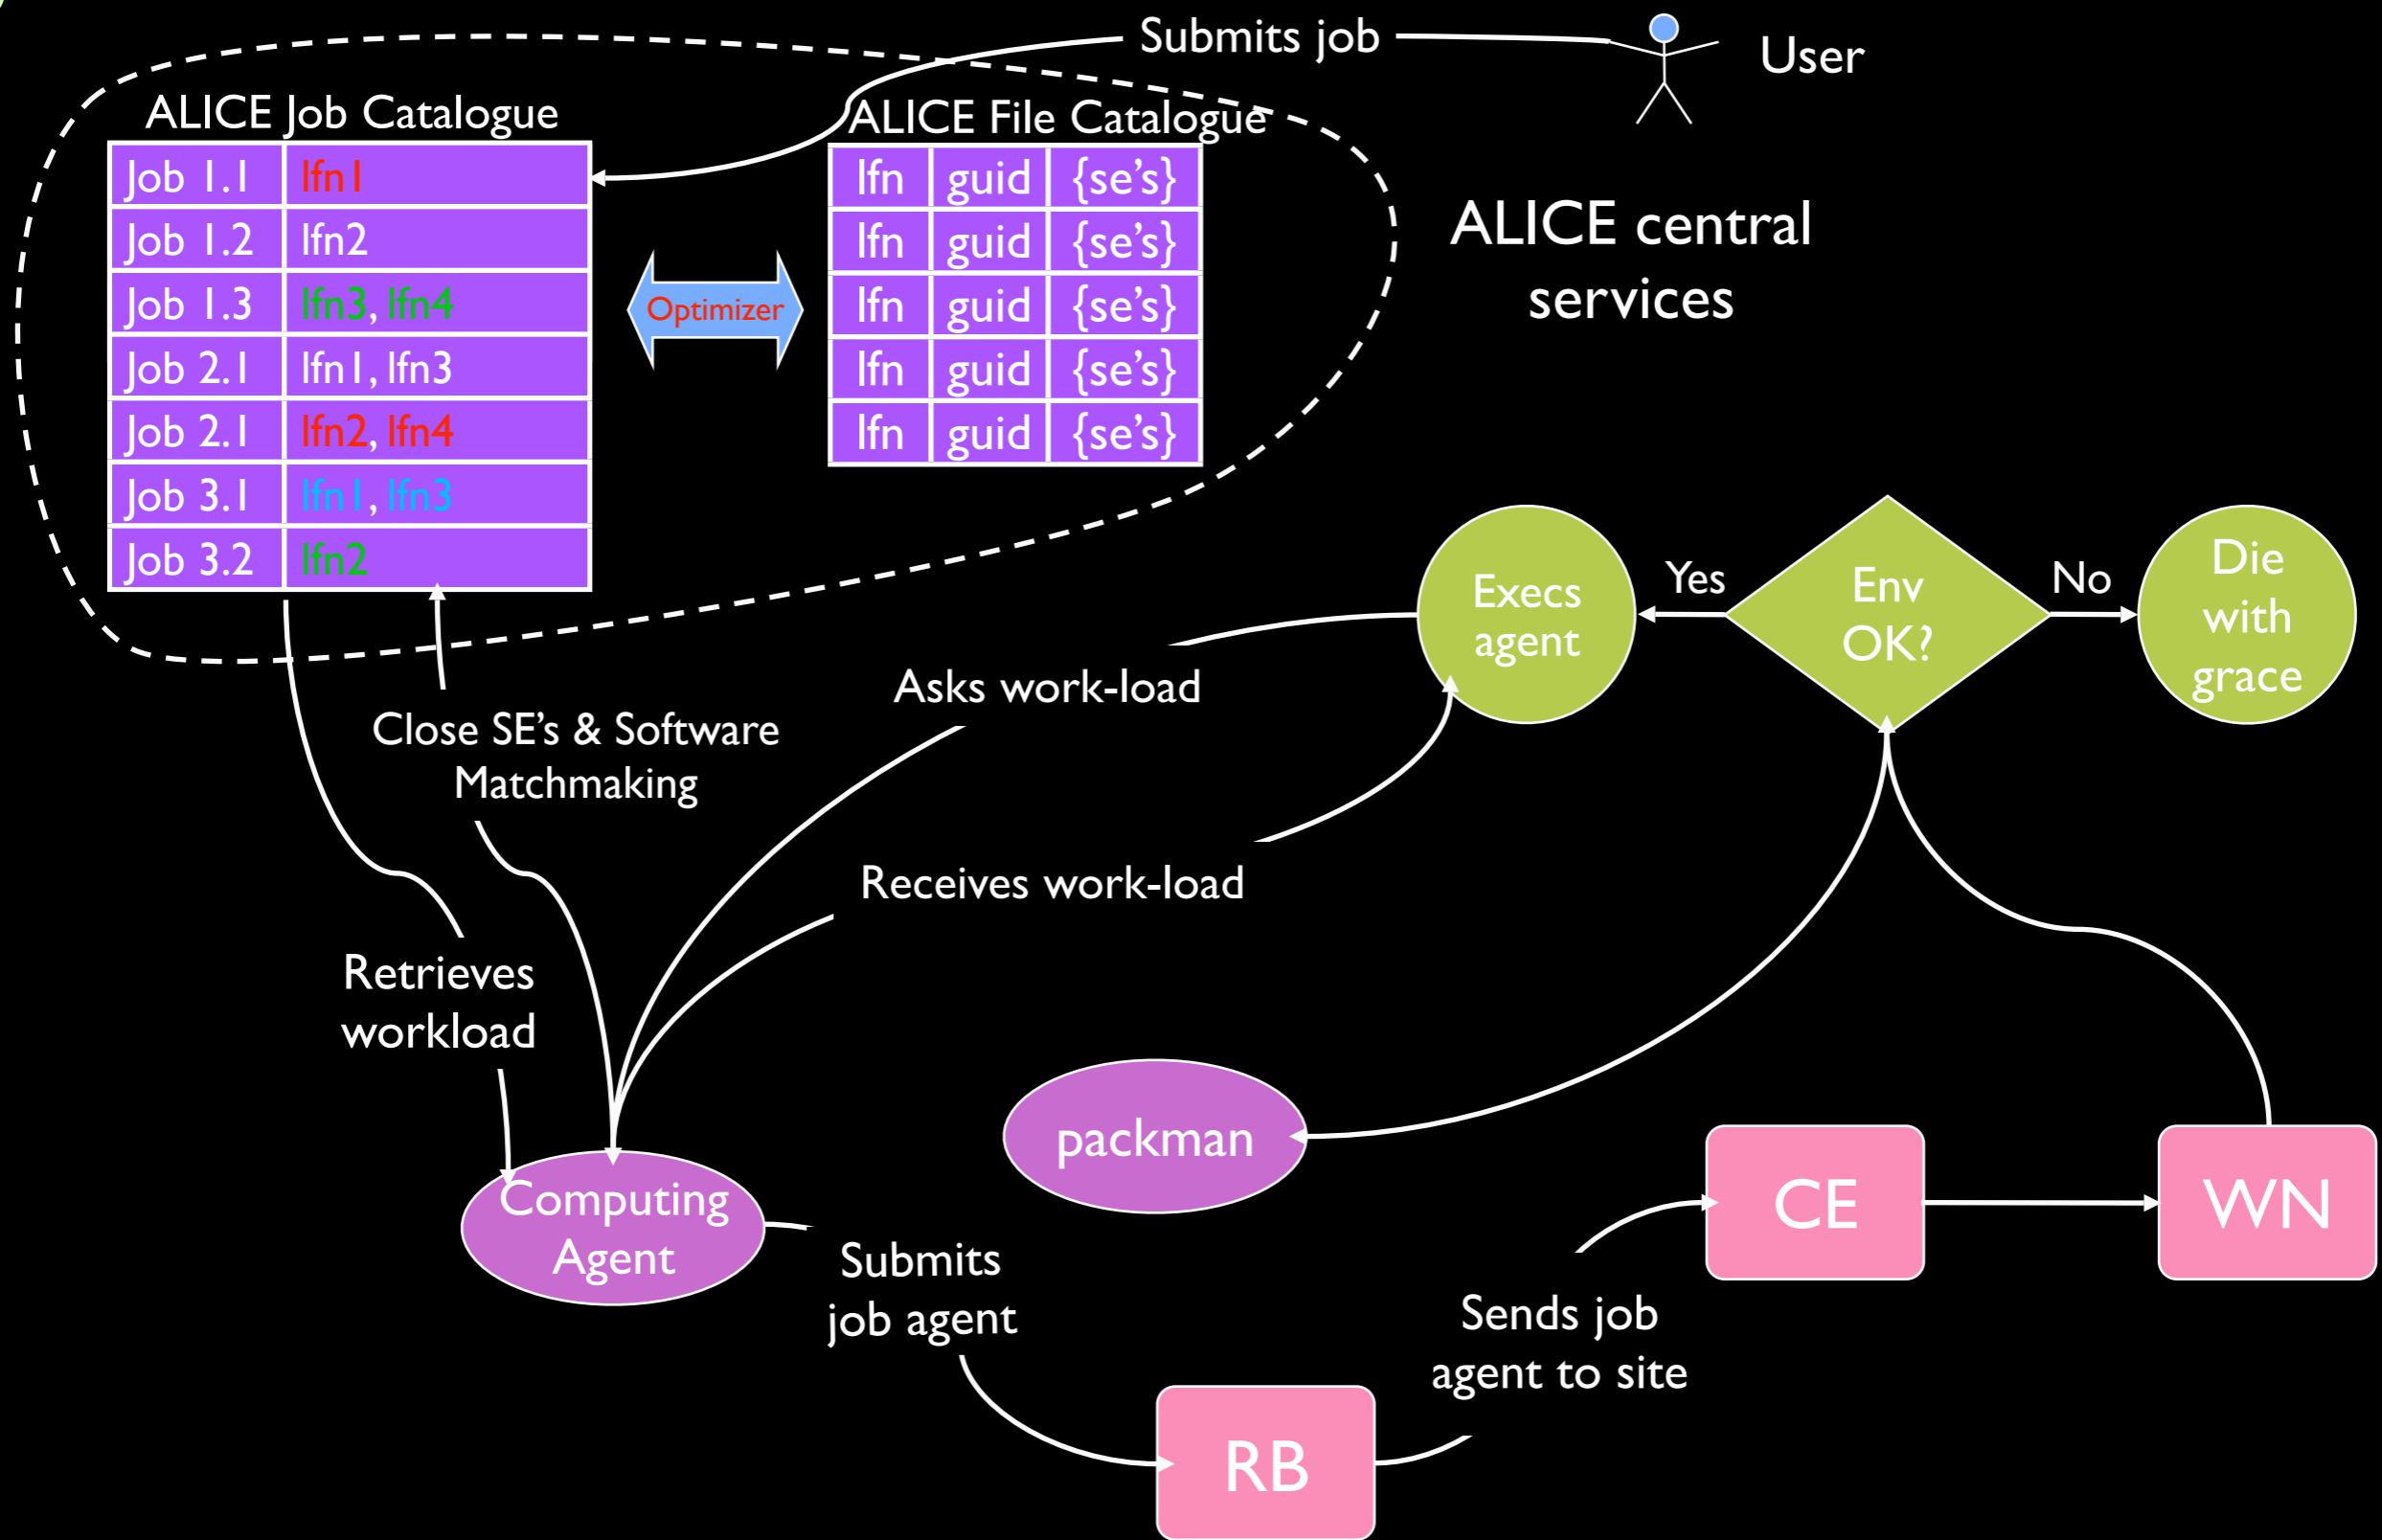 Submits job
User
ALICE Job Catalogue
Job 1.1 lfn1
Job 1.2 lfn2
Job 1.3 lfn3, lfn4
Job 2.1 lfn1, lfn3
Job 2.1 lfn2, lfn4
Job 3.1 lfn1, lfn3
Job 3.2 lfn2
Optimizer
ALICE File Catalogue
lfn guid {se’s}
lfn guid {se’s}
lfn guid {se’s}
lfn guid {se’s}
lfn guid {se’s}
ALICE central
services
Execs
agent
Yes
Env
OK?
No
Die
with
grace
Asks work-load
Close SE’s & Software
Matchmaking
Receives work-load
Retrieves
workload
packman
Computing
Agent
Submits
job agent
CE
WN
Sends job
agent to site
RB